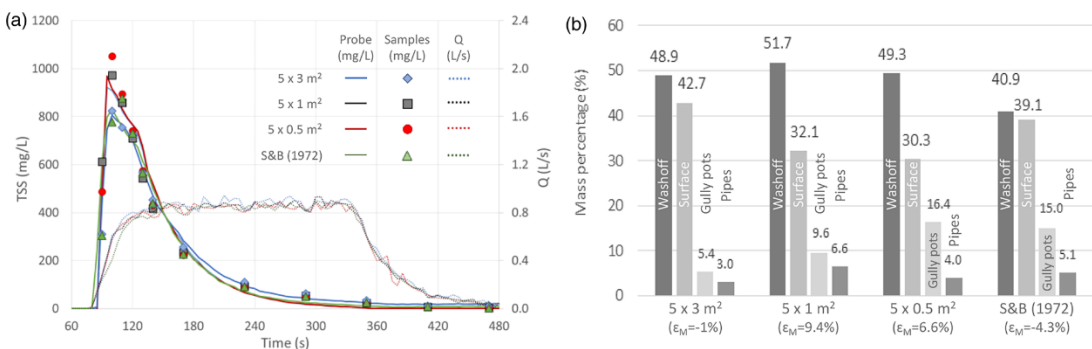 (a)
1200
1000
800
600
400
200
0
TSS (mg/L)
2.4
2.0
1.6
1.2
0.8
0.4
0.0
Q (L/s)
60 120 180 240 300 360 420 480
Time (s)
Probe Samples Q
(mg/L) (mg/L) (L/s)
5 x 3 m²
5 x 1 m²
5 x 0.5 m²
S&B (1972)
(b)
60
50
40
30
20
10
0
Mass percentage (%)
48.9 42.7 5.4 3.0
Washoff Surface Gully pots Pipes
5 x 3 m²
(εM=-1%)
51.7 32.1 9.6 6.6
Washoff Surface Gully pots Pipes
5 x 1 m²
(εM=9.4%)
49.3 30.3 16.4 4.0
Washoff Surface Gully pots Pipes
5 x 0.5 m²
(εM=6.6%)
40.9 39.1 15.0 5.1
Washoff Surface Gully pots Pipes
S&B (1972)
(εM=-4.3%)